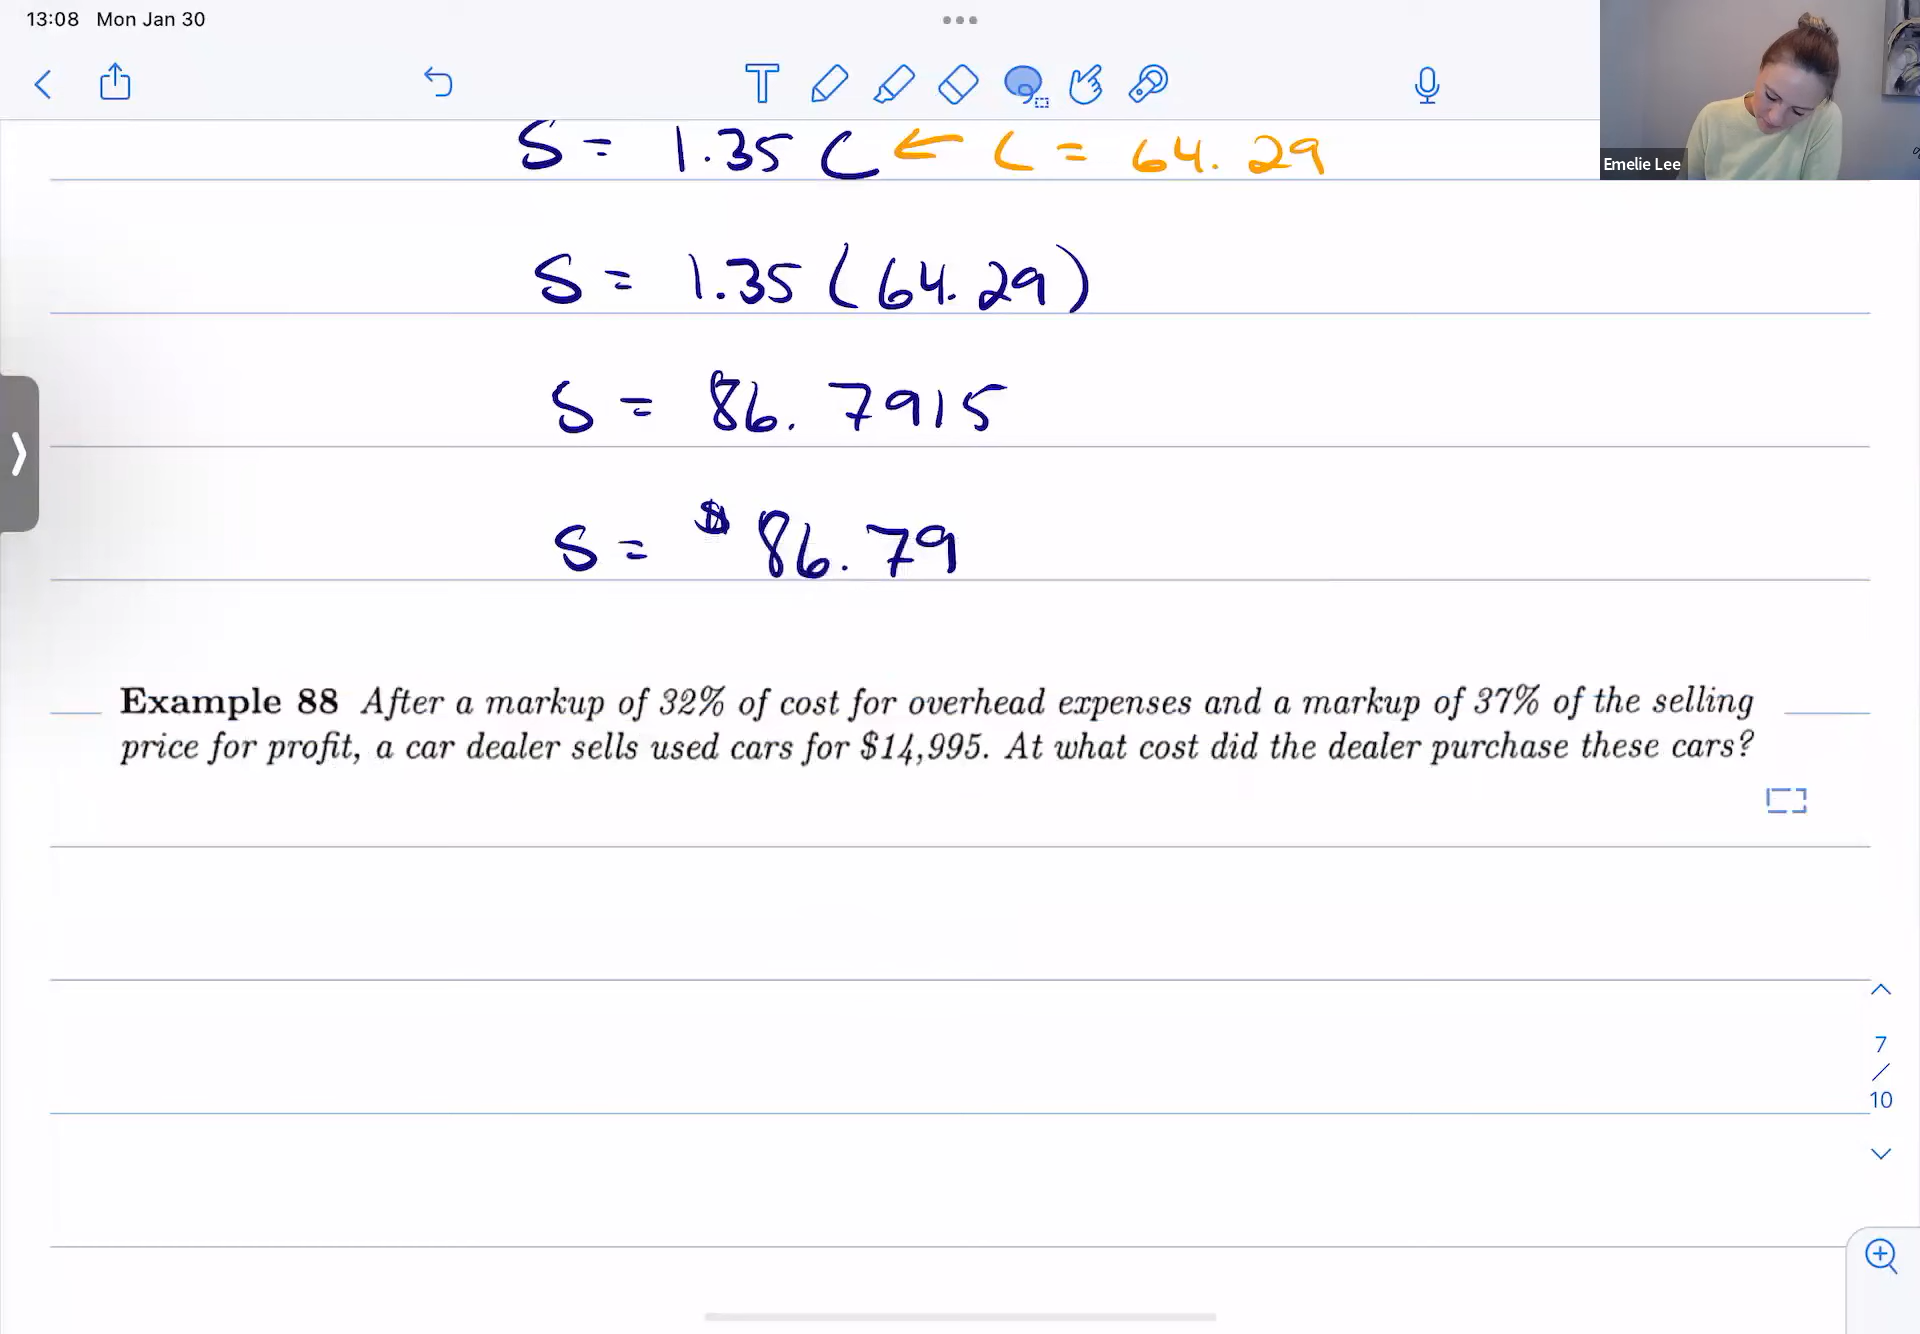 13:08 Mon Jan 30
S = 1.35 C ← C = 64.29
Emelie Lee
S = 1.35 (64.29)
S = 86.7915
S = $86.79
Example 88 After a markup of 32% of cost for overhead expenses and a markup of 37% of the selling
price for profit, a car dealer sells used cars for $14,995. At what cost did the dealer purchase these cars?
7
/
10